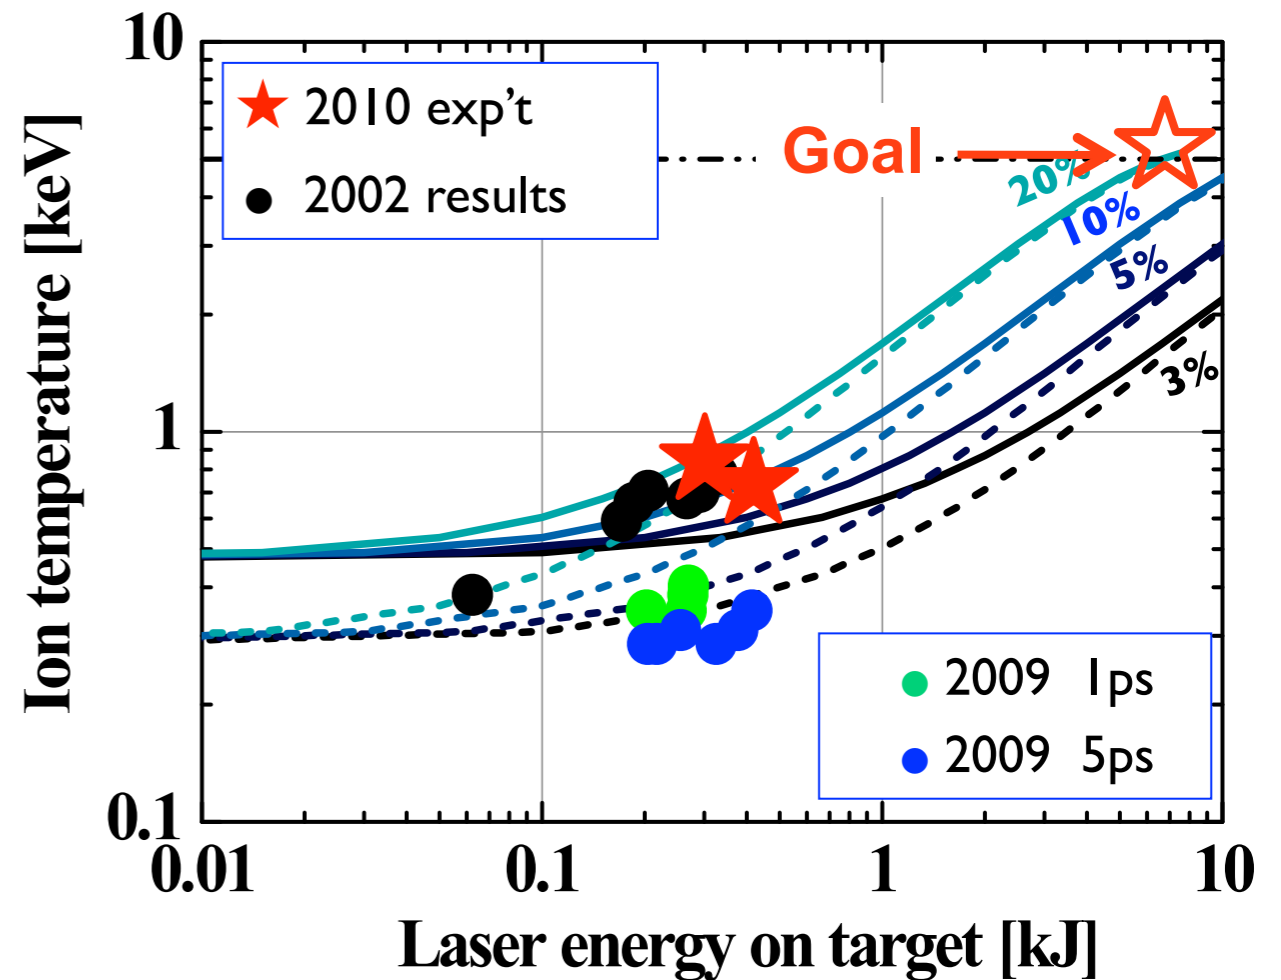 10
2010 exp't
2002 results
Goal
20%
10%
5%
3%
1
2009 1ps
2009 5ps
0.1
0.01
0.1
1
10
Ion temperature [keV]
Laser energy on target [kJ]